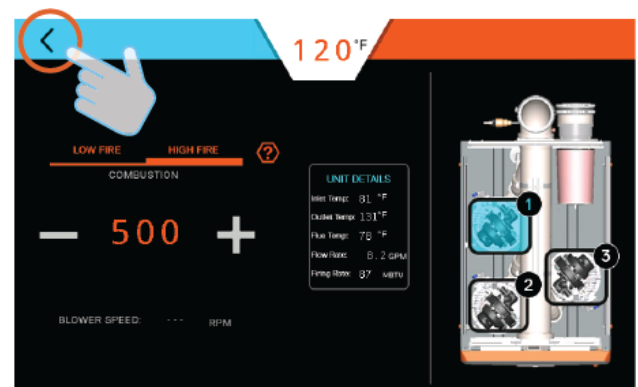 120°F
LOW FIRE HIGH FIRE ?
COMBUSTION
500
BLOWER SPEED: --- RPM
UNIT DETAILS
Inlet Temp: 81 °F
Outlet Temp: 131°F
Flue Temp: 78 °F
Flow Rate: 8.2 GPM
Firing Rate: 87 MBTU
1
2
3